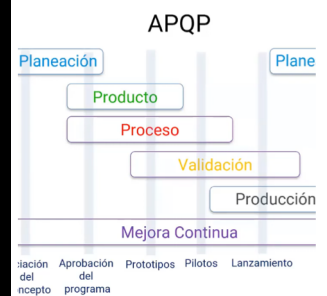 APQP
Planeación
Plane
Producto
Proceso
Validación
Producción
Mejora Continua
iación
del
ncepto
Aprobación
del
programa
Prototipos
Pilotos
Lanzamiento